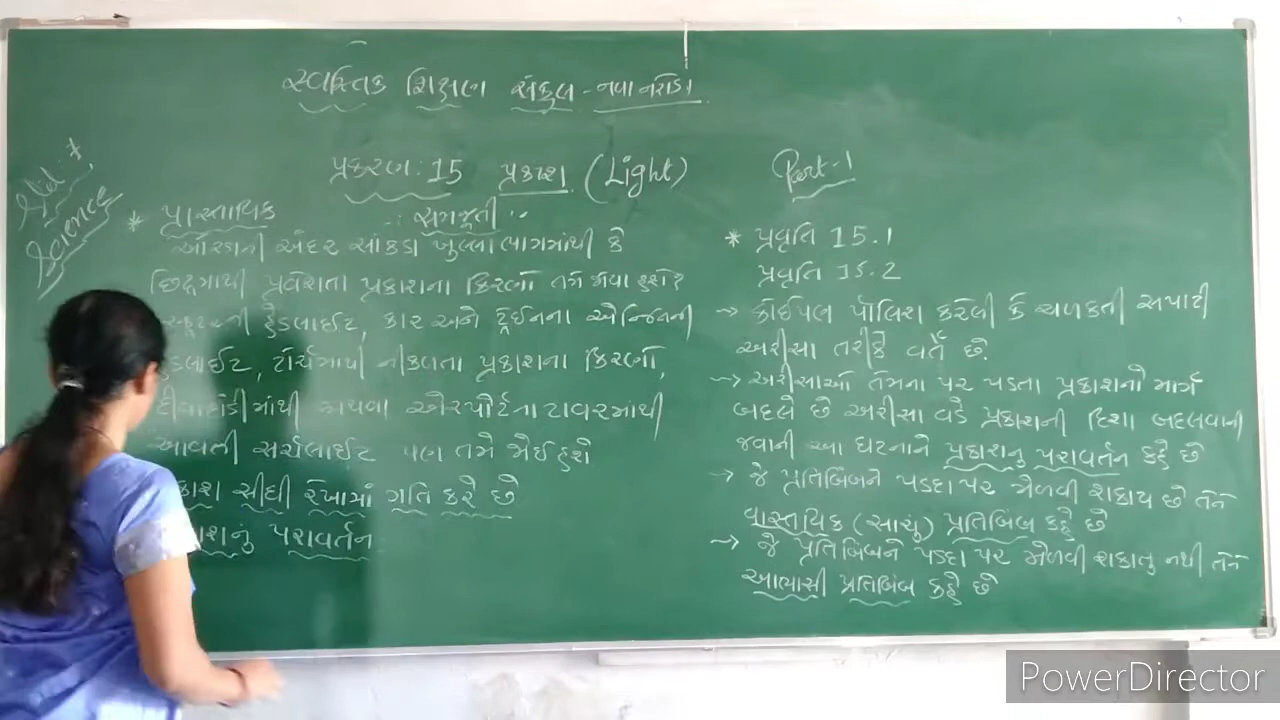 સ્વસ્તિક શિક્ષણ સંકુલ - નવા નરોડા.
Std : 7,
Science
પ્રકરણ : 15 પ્રકાશ (Light)
Part-1
* પ્રાસ્તાવિક
:: સમજૂતી ::
ઓરડાની અંદર સાંકડા ખુલ્લા ભાગમાંથી કે
છિદ્રમાંથી પ્રવેશતા પ્રકાશના કિરણો તમે જોયા હશે?
હેડલાઈટ, કાર અને ટ્રેઈનના એન્જિનની
ટોર્ચમાંથી નીકળતા પ્રકાશના કિરણો,
દીવાદાંડીમાંથી અથવા એરપોર્ટના ટાવરમાંથી
આવતી સર્ચલાઈટ પણ તમે જોઈ હશે
સીધી રેખામાં ગતિ કરે છે
પરાવર્તન
* પ્રવૃતિ 15.1
પ્રવૃતિ 15.2
→ કોઈપણ પોલિશ કરેલી કે ચળકતી સપાટી
અરીસા તરીકે વર્તે છે.
→ અરીસાઓ તેમના પર પડતા પ્રકાશનો માર્ગ
બદલે છે અરીસા વડે પ્રકાશની દિશા બદલવાની
જવાની આ ઘટનાને પ્રકાશનુ પરાવર્તન કહે છે
→ જે પ્રતિબિંબને પડદા પર મેળવી શકાય છે તેને
વાસ્તવિક (સાચું) પ્રતિબિંબ કહે છે
→ જે પ્રતિબિંબને પડદા પર મેળવી શકાતુ નથી તેને
આભાસી પ્રતિબિંબ કહે છે
PowerDirector